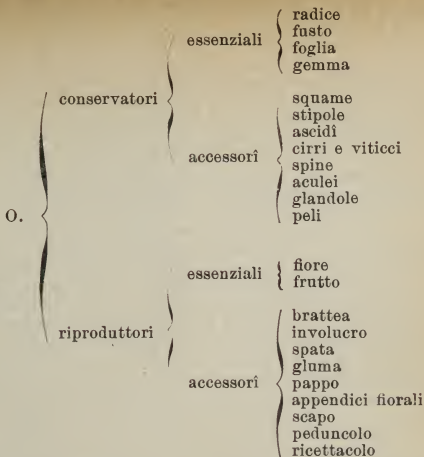 radice
essenziali fusto
foglia
gemma
conservatori squame
stipole
ascidî
cirri e viticci
accessorî spine
aculei
glandole
peli
O.
essenziali fiore
frutto
brattea
riproduttori involucro
spata
gluma
accessorî pappo
appendici fiorali
scapo
peduncolo
ricettacolo